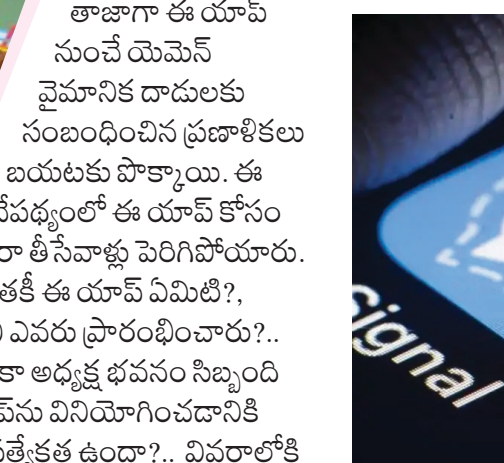 తాజాగా ఈ యాప్
నుంచే యెమెన్
వైమానిక దాడులకు
సంబంధించిన ప్రణాళికలు
బయటకు పొక్కాయి. ఈ
నేపథ్యంలో ఈ యాప్ కోసం
తీసేవాళ్లు పెరిగిపోయారు.
ఈ యాప్ ఏమిటి?,
ఎవరు ప్రారంభించారు?..
అధ్యక్ష భవనం సిబ్బంది
వినియోగించడానికి
ఉందా?.. వివరాలోకి
Signal